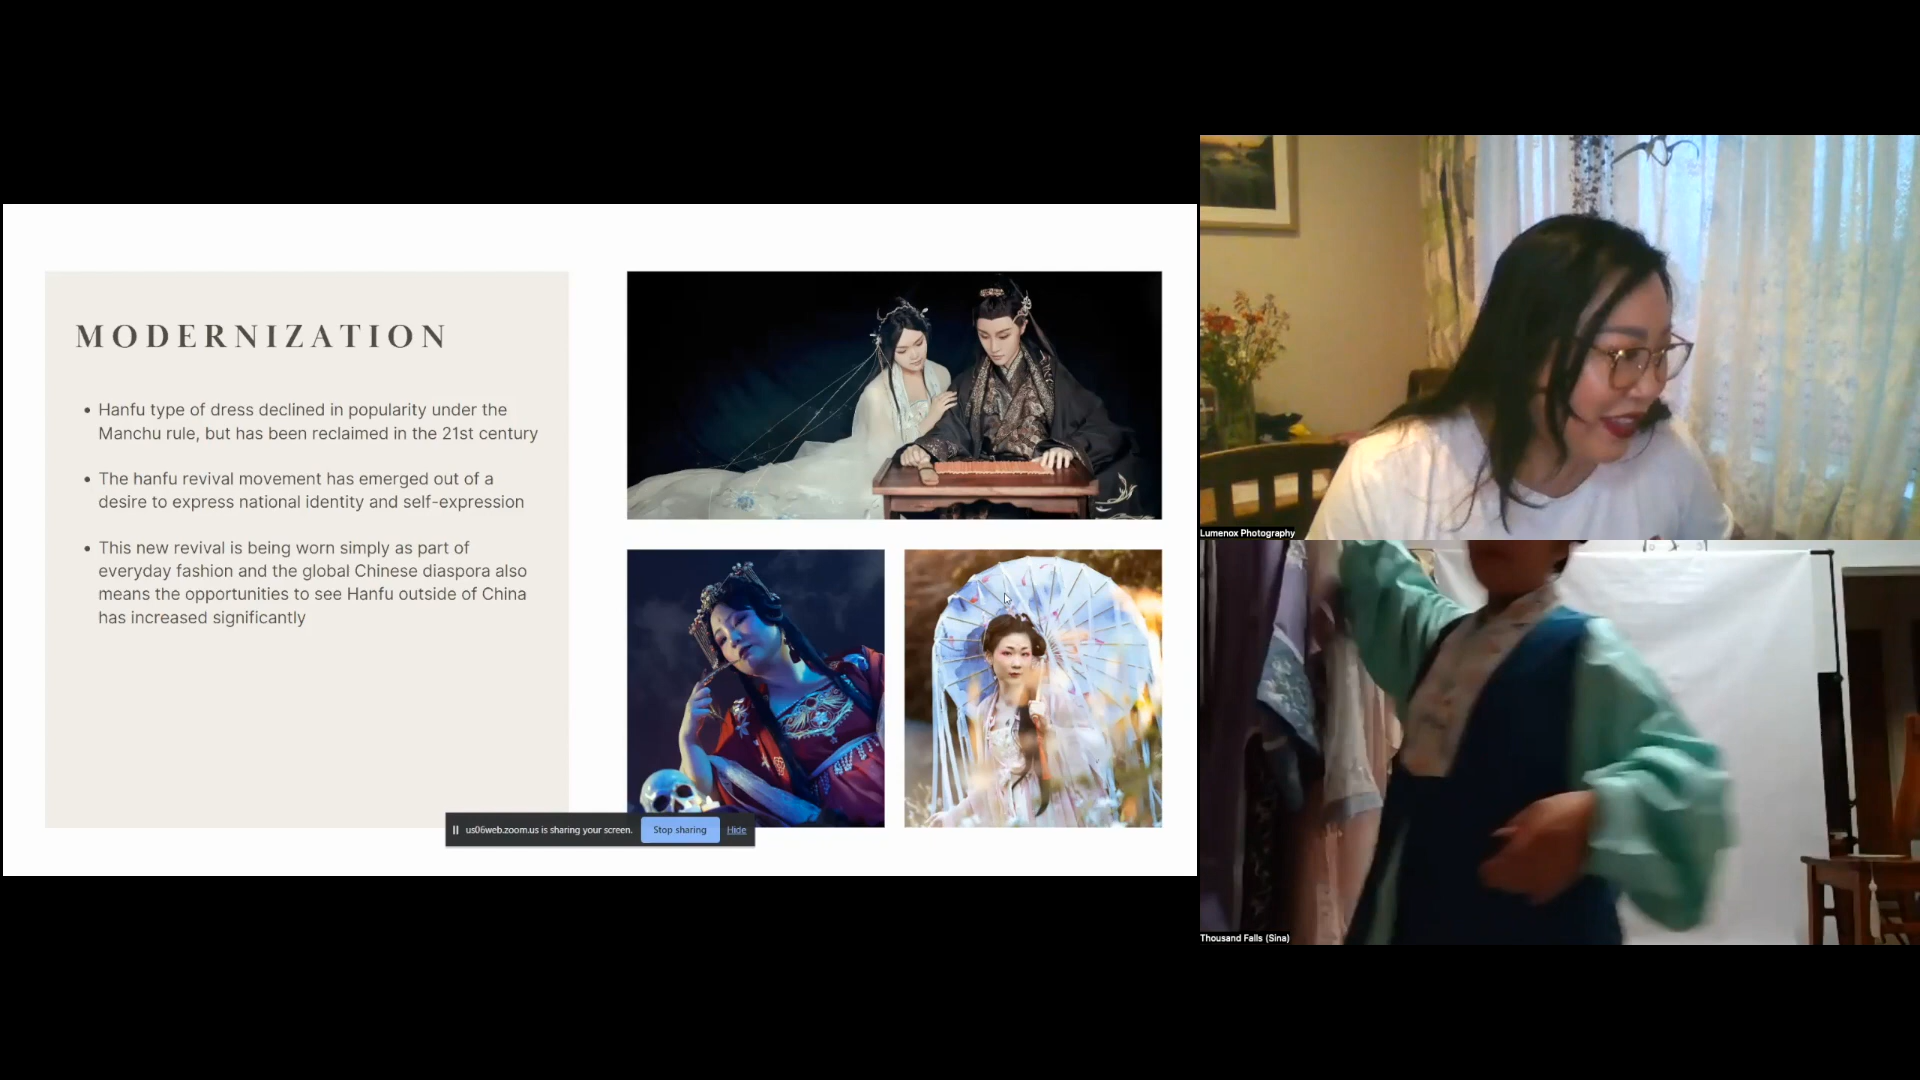 MODERNIZATION
• Hanfu type of dress declined in popularity under the
Manchu rule, but has been reclaimed in the 21st century
• The hanfu revival movement has emerged out of a
desire to express national identity and self-expression
• This new revival is being worn simply as part of
everyday fashion and the global Chinese diaspora also
means the opportunities to see Hanfu outside of China
has increased significantly
us06web.zoom.us is sharing your screen. Stop sharing Hide
Lumenox Photography
Thousand Falls (Sina)